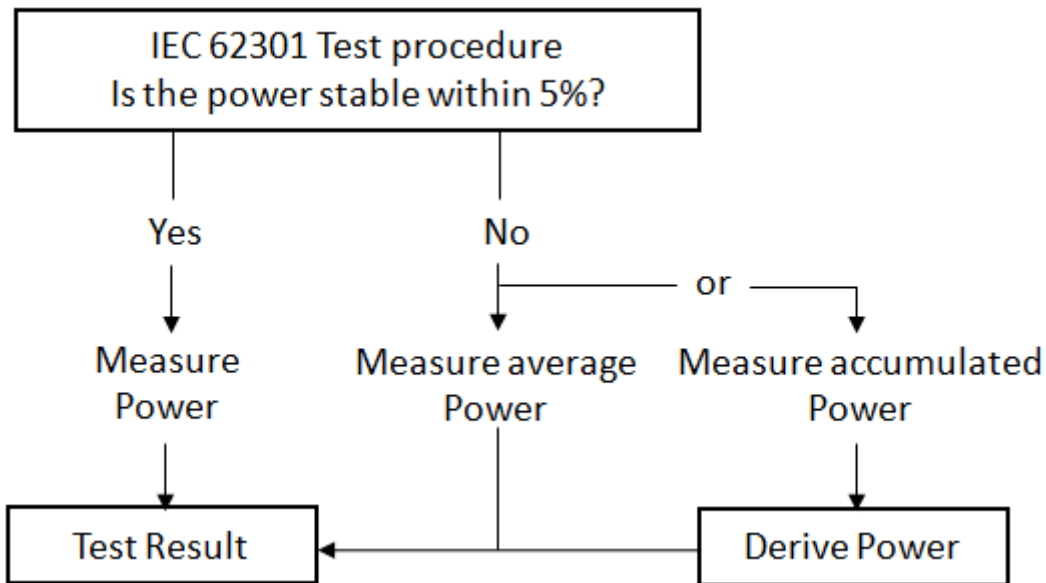 IEC 62301 Test procedure
Is the power stable within 5%?
Yes
No
or
Measure
Power
Measure average
Power
Measure accumulated
Power
Test Result
Derive Power